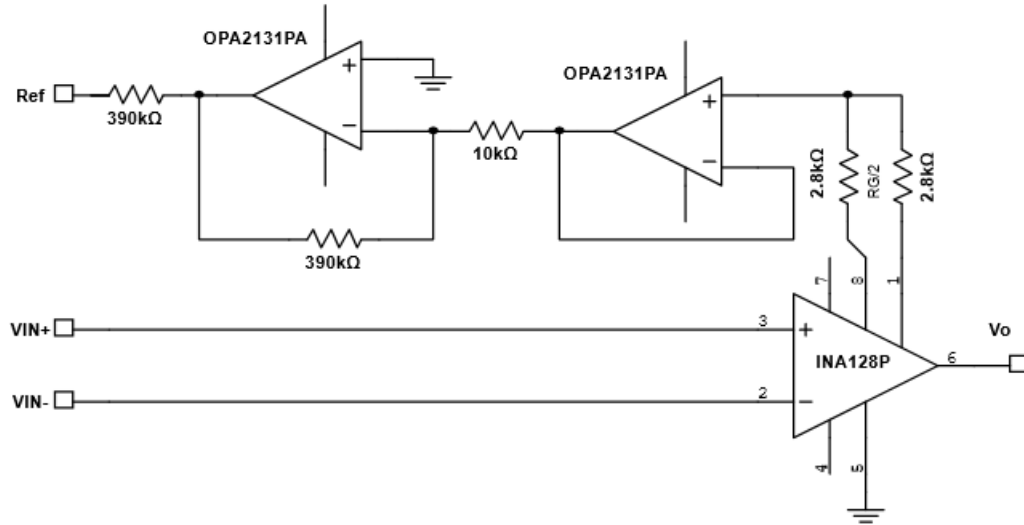 OPA2131PA
OPA2131PA
Ref
390kΩ
+
−
10kΩ
+
−
2.8kΩ
RG/2
2.8kΩ
390kΩ
7
8
1
VIN+
3
+
INA128P
6
Vo
VIN-
2
−
4
5